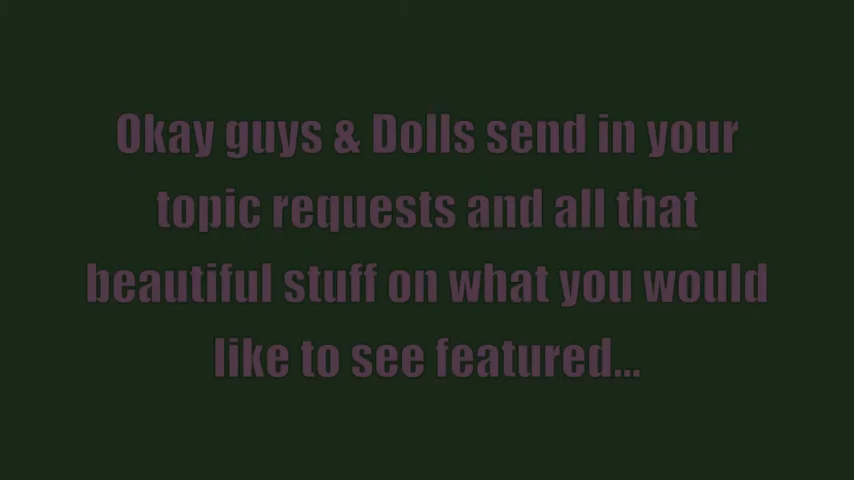 Okay guys & Dolls send in your
topic requests and all that
beautiful stuff on what you would
like to see featured...